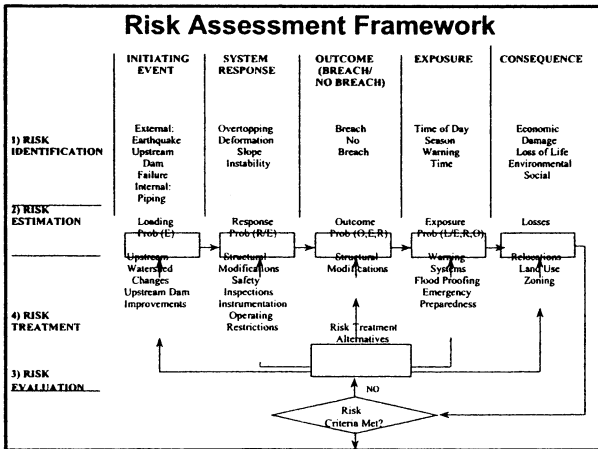 Risk Assessment Framework
INITIATING
EVENT
SYSTEM
RESPONSE
OUTCOME
(BREACH/
NO BREACH)
EXPOSURE
CONSEQUENCE
1) RISK
IDENTIFICATION
External:
Earthquake
Upstream
Dam
Failure
Internal:
Piping
Overtopping
Deformation
Slope
Instability
Breach
No
Breach
Time of Day
Season
Warning
Time
Economic
Damage
Loss of Life
Environmental
Social
2) RISK
ESTIMATION
Loading
Prob (E)
Response
Prob (R/E)
Outcome
Prob (O,E,R)
Exposure
Prob (L/E,R,O)
Losses
Upstream
Watershed
Changes
Upstream Dam
Improvements
Structural
Modifications
Safety
Inspections
Instrumentation
Operating
Restrictions
Structural
Modifications
Warning
Systems
Flood Proofing
Emergency
Preparedness
Relocations
Land Use
Zoning
4) RISK
TREATMENT
Risk Treatment
Alternatives
3) RISK
EVALUATION
NO
Risk
Criteria Met?